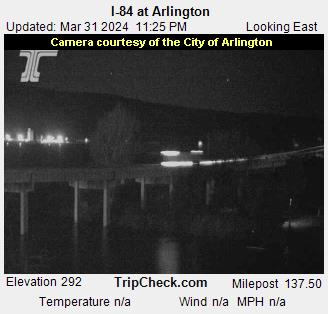 I-84 at Arlington
Updated: Mar 31 2024 11:25 PM Looking East
Camera courtesy of the City of Arlington
Elevation 292 TripCheck.com Milepost 137.50
Temperature n/a Wind n/a MPH n/a